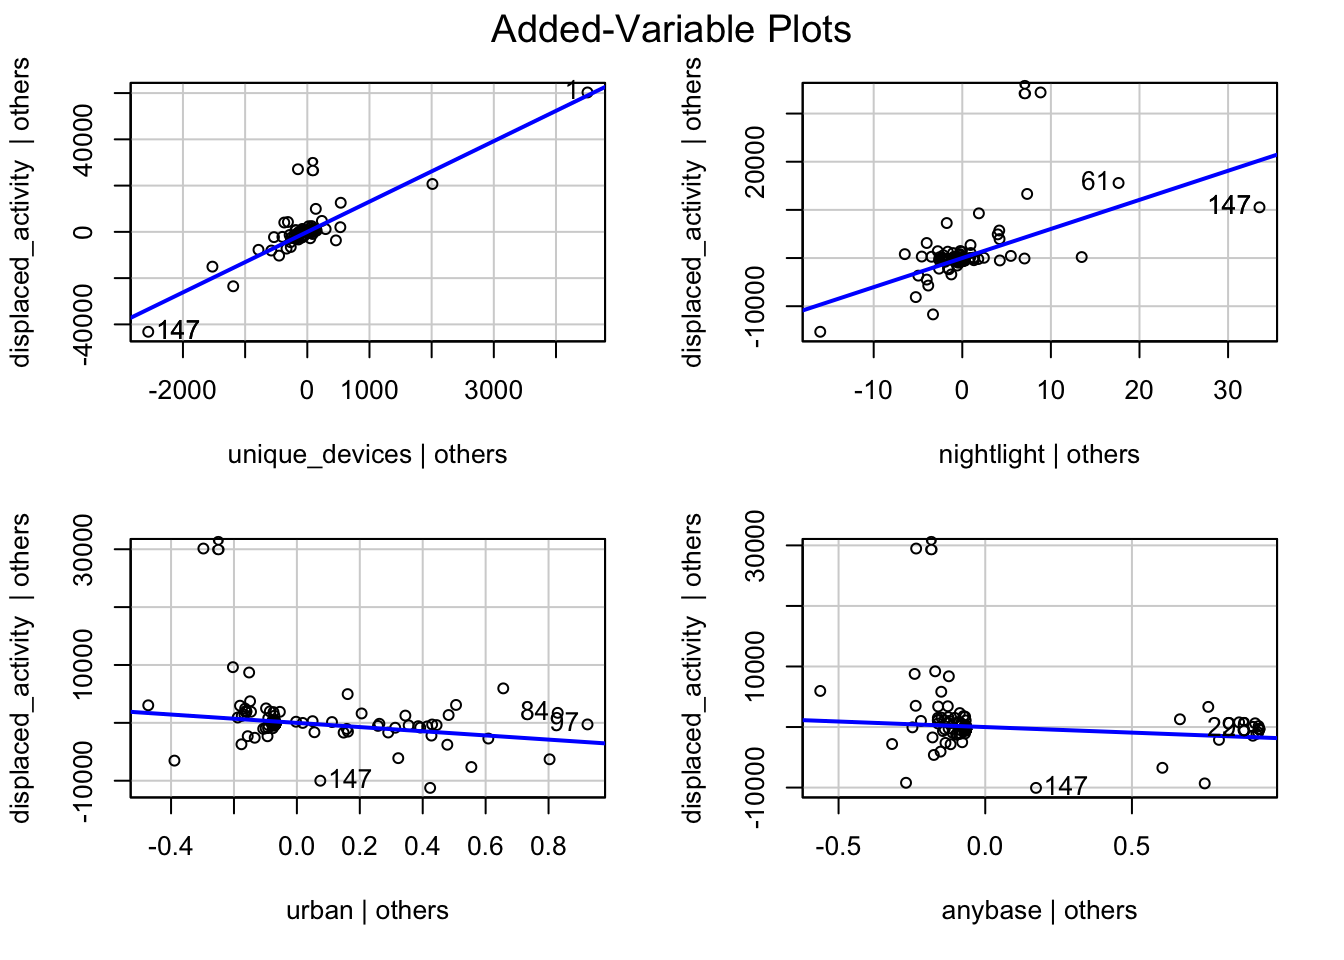 Added-Variable Plots
displaced_activity | others
-40000 0 40000
1
8
147
-2000 0 1000 3000
unique_devices | others
displaced_activity | others
-10000 20000
8
61
147
-10 0 10 20 30
nightlight | others
displaced_activity | others
-10000 10000 30000
84
97
147
-0.4 0.0 0.2 0.4 0.6 0.8
urban | others
displaced_activity | others
-10000 10000 30000
147
-0.5 0.0 0.5
anybase | others